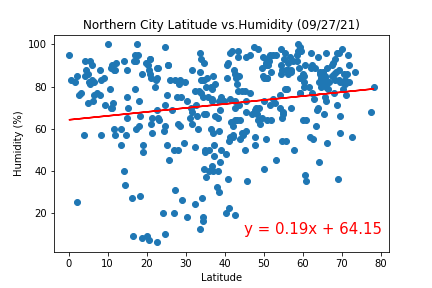 Northern City Latitude vs.Humidity (09/27/21)
Humidity (%)
100
80
60
40
20
y = 0.19x + 64.15
0 10 20 30 40 50 60 70 80
Latitude